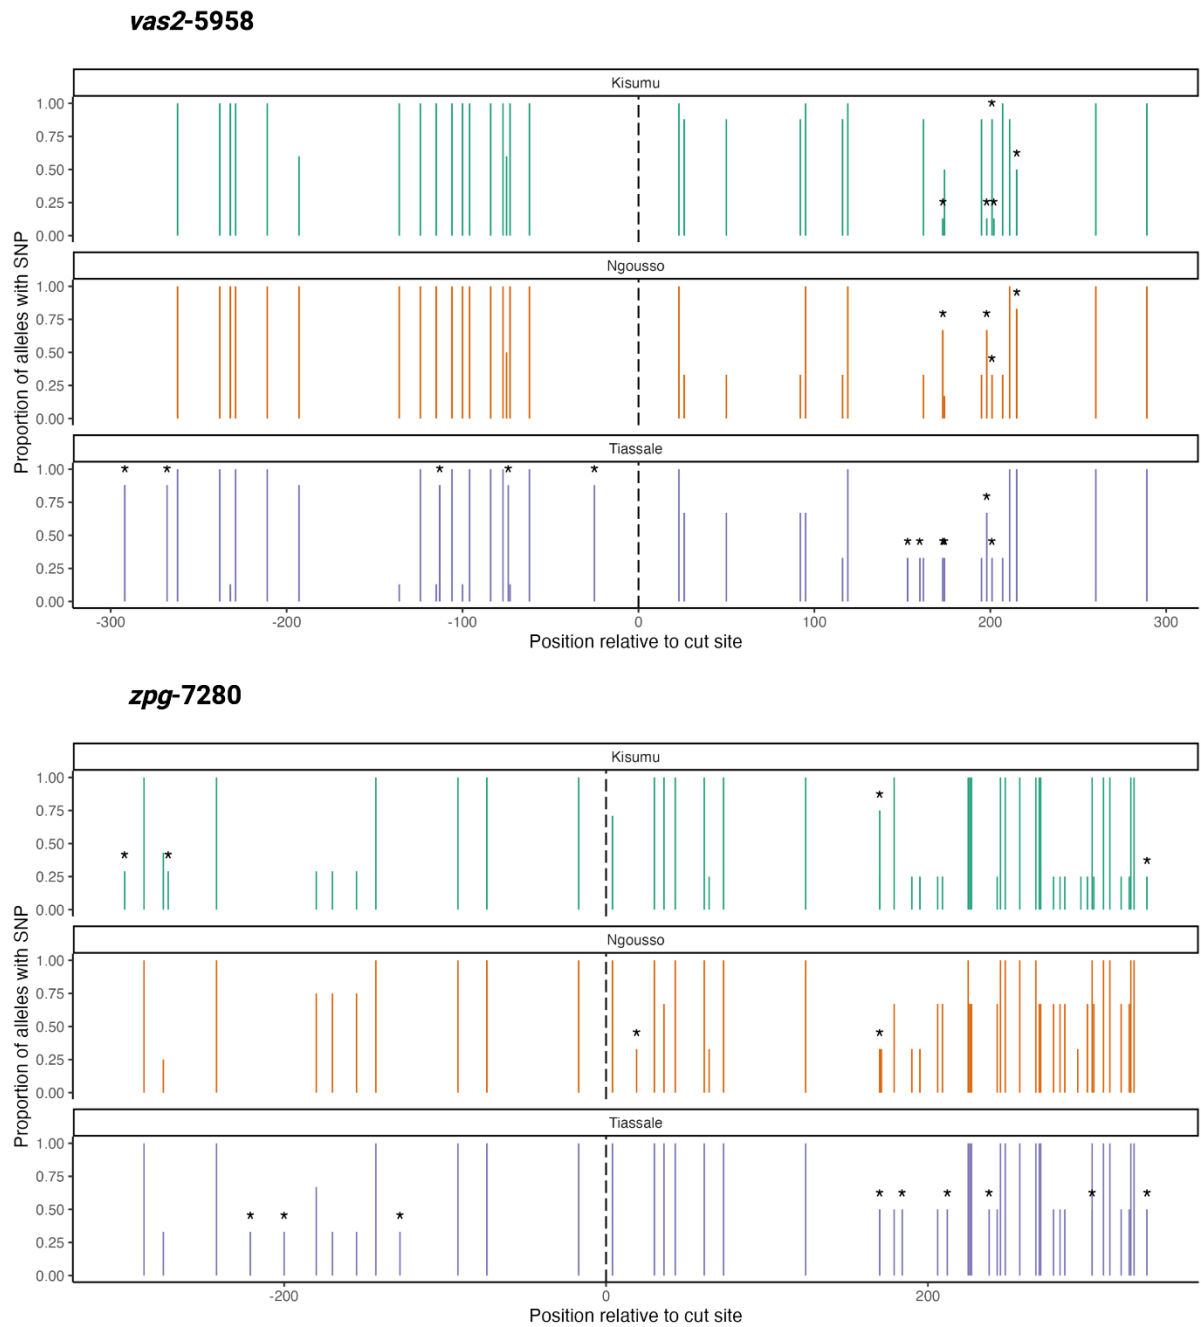 vas2-5958
Kisumu
1.00
0.75
0.50
0.25
0.00
* * * * *
Ngousso
1.00
0.75
0.50
0.25
0.00
* * * *
Tiassale
1.00
0.75
0.50
0.25
0.00
* * * * * * * * * * *
-300 -200 -100 0 100 200 300
Position relative to cut site
Proportion of alleles with SNP
zpg-7280
Kisumu
1.00
0.75
0.50
0.25
0.00
* * * *
Ngousso
1.00
0.75
0.50
0.25
0.00
* *
Tiassale
1.00
0.75
0.50
0.25
0.00
* * * * * * * * *
-200 0 200
Position relative to cut site
Proportion of alleles with SNP